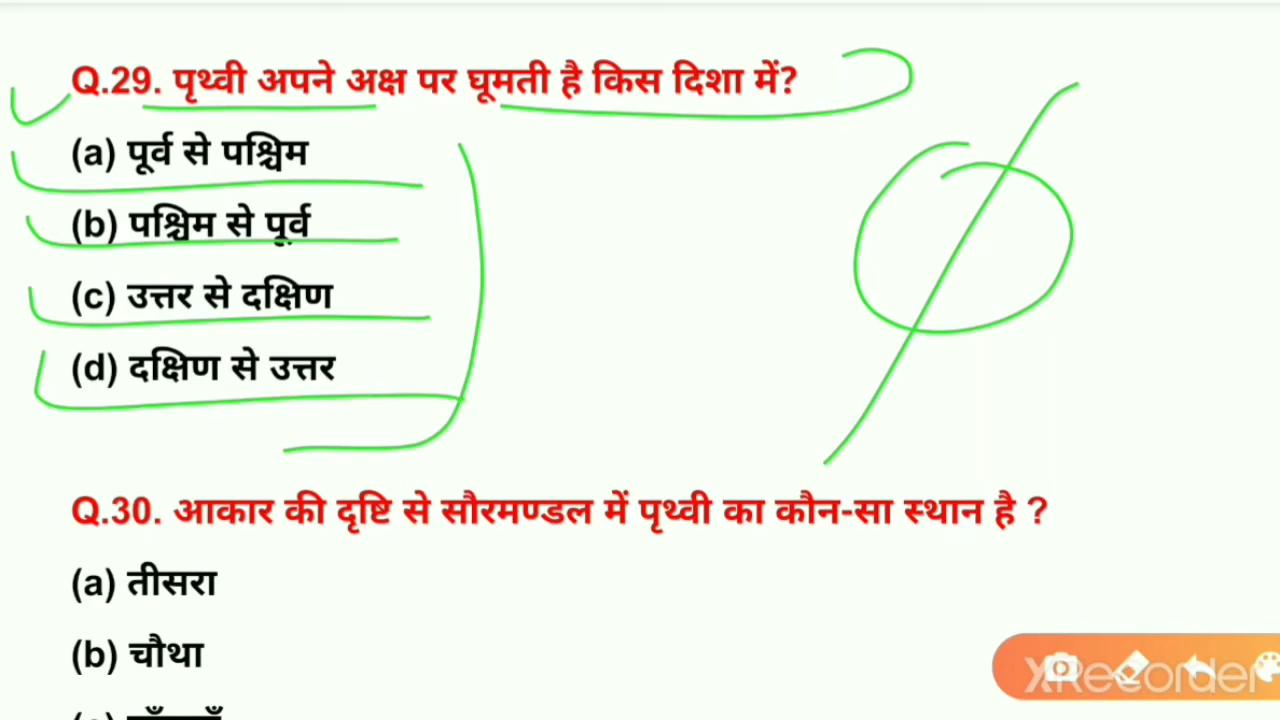 Q.29. पृथ्वी अपने अक्ष पर घूमती है किस दिशा में?
(a) पूर्व से पश्चिम
(b) पश्चिम से पूर्व
(c) उत्तर से दक्षिण
(d) दक्षिण से उत्तर
Q.30. आकार की दृष्टि से सौरमण्डल में पृथ्वी का कौन-सा स्थान है ?
(a) तीसरा
(b) चौथा
XRecorder